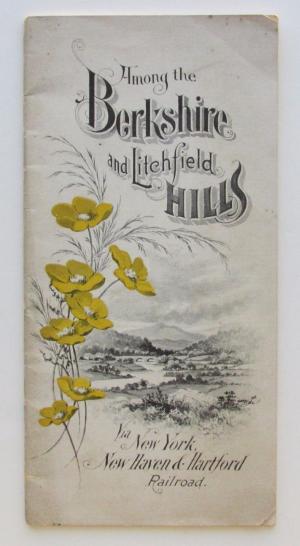 Among the
Berkshire
and Litchfield
HILLS
Via
New York,
New Haven & Hartford
Railroad.